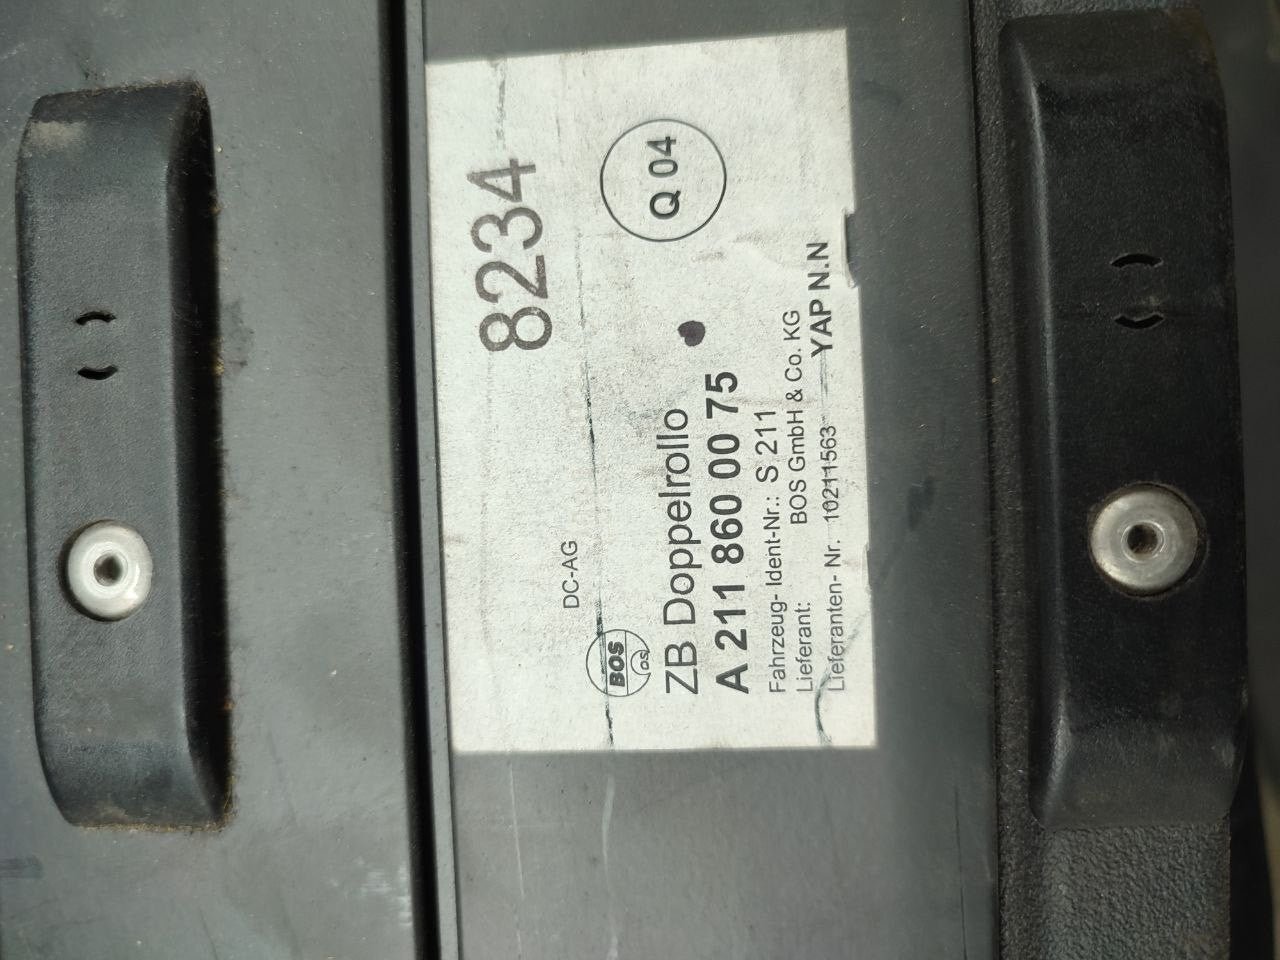 8234
DC-AG
BOS
os
Q 04
ZB Doppelrollo
A 211 860 00 75
Fahrzeug- Ident-Nr.: S 211
Lieferant: BOS GmbH & Co. KG
Lieferanten- Nr. 10211563 YAP N.N